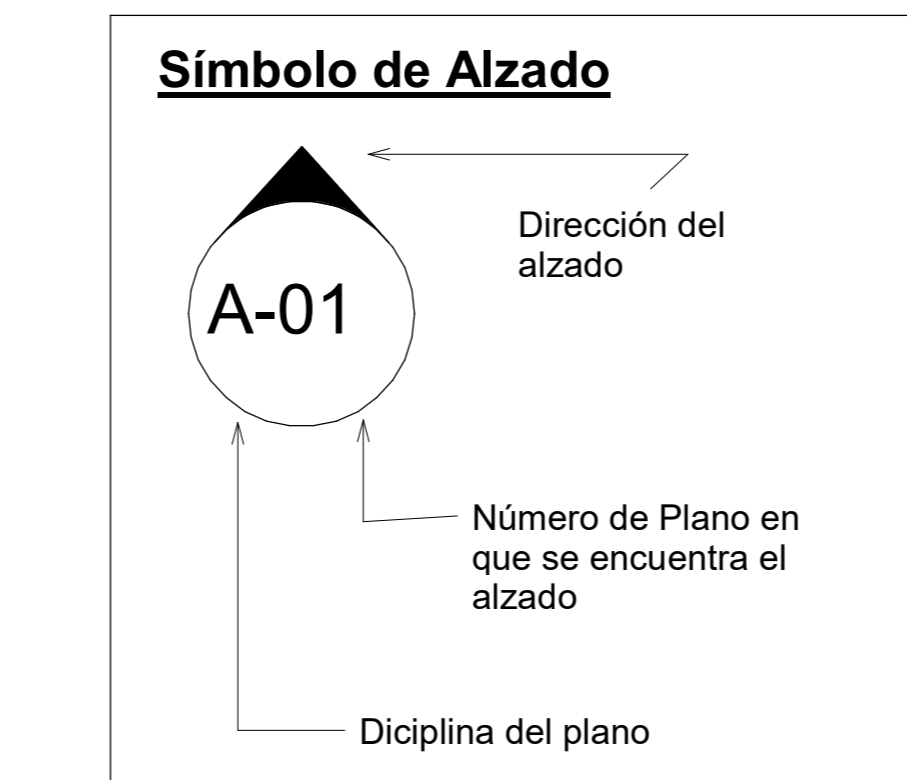 Símbolo de Alzado
Dirección del
alzado
A-01
Número de Plano en
que se encuentra el
alzado
Diciplina del plano